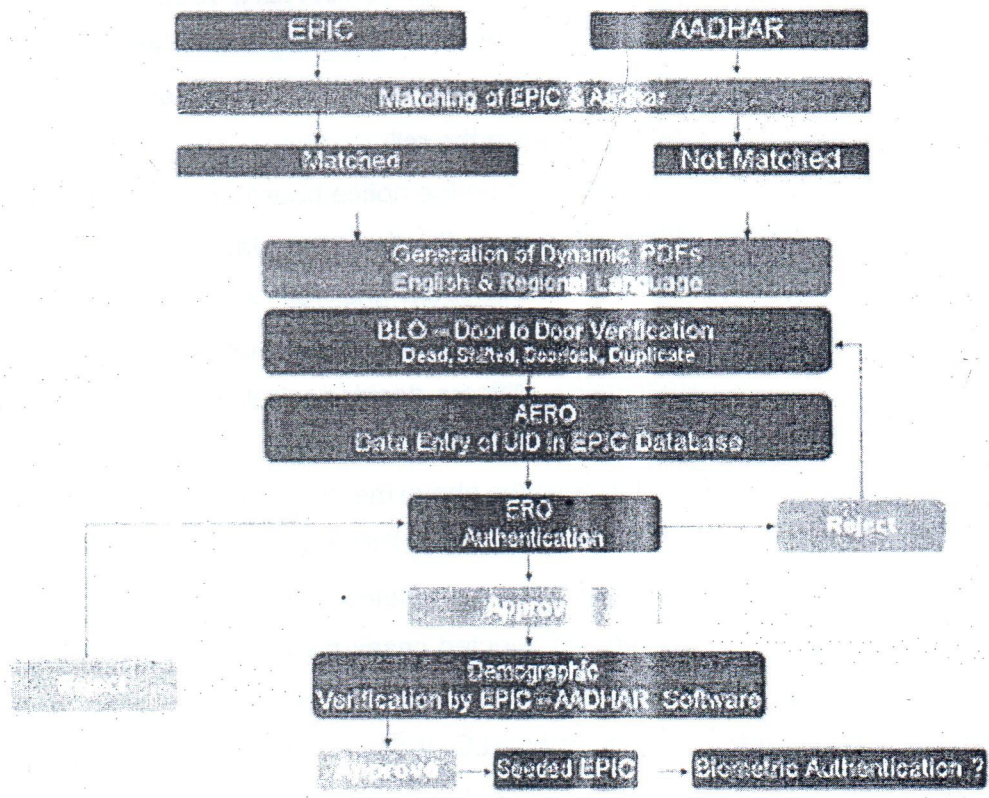 EPIC
AADHAR
Matching of EPIC & Aadhar
Matched
Not Matched
Generation of Dynamic PDFs
English & Regional Language
BLO - Door to Door Verification
Dead, Shifted, Doorlock, Duplicate
AERO
Data Entry of UID in EPIC Database
ERO
Authentication
Reject
Approv
Reject
Demographic
Verification by EPIC - AADHAR Software
Approve
Seeded EPIC
Biometric Authentication ?